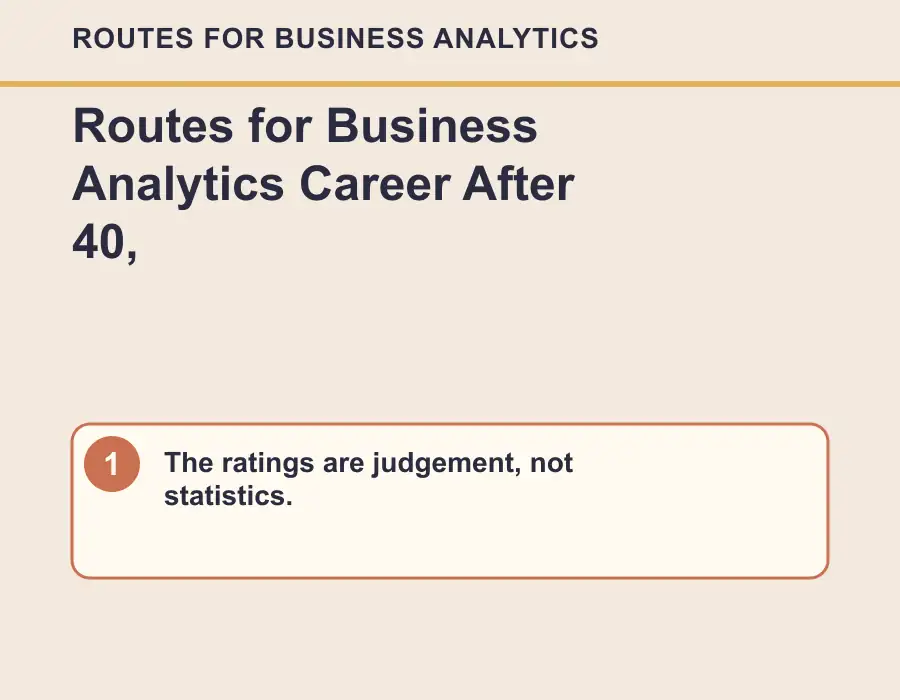 ROUTES FOR BUSINESS ANALYTICS
Routes for Business
Analytics Career After
40,
1
The ratings are judgement, not
statistics.